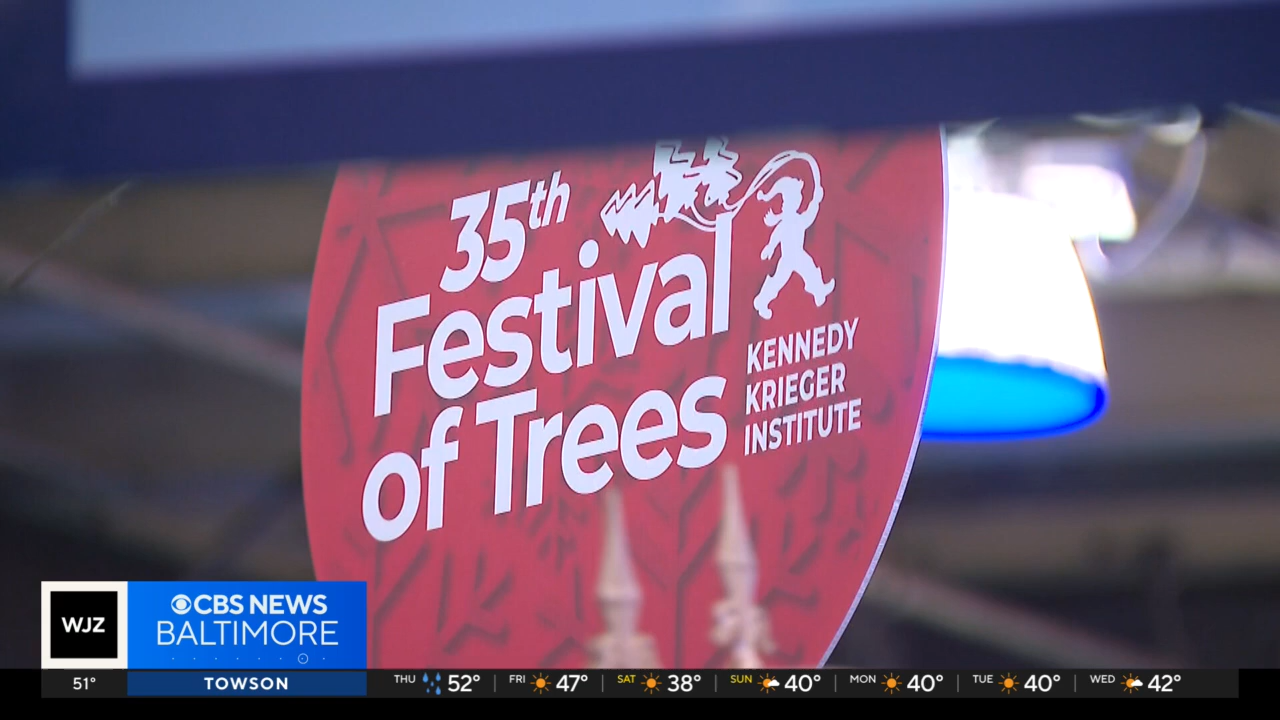 35th
Festival
of Trees
KENNEDY
KRIEGER
INSTITUTE
WJZ
CBS NEWS
BALTIMORE
51° TOWSON THU 52° FRI 47° SAT 38° SUN 40° MON 40° TUE 40° WED 42°